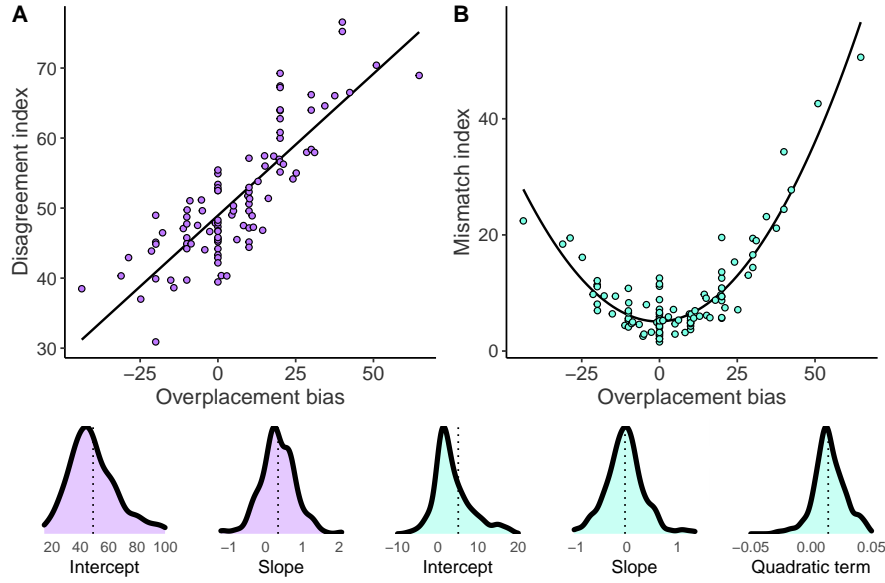 A
B
Disagreement index
70
60
50
40
30
−25
0
25
50
Overplacement bias
Mismatch index
40
20
0
−25
0
25
50
Overplacement bias
20 40 60 80 100
Intercept
−1 0 1 2
Slope
−10 0 10 20
Intercept
−1 0 1
Slope
−0.05 0.00 0.05
Quadratic term